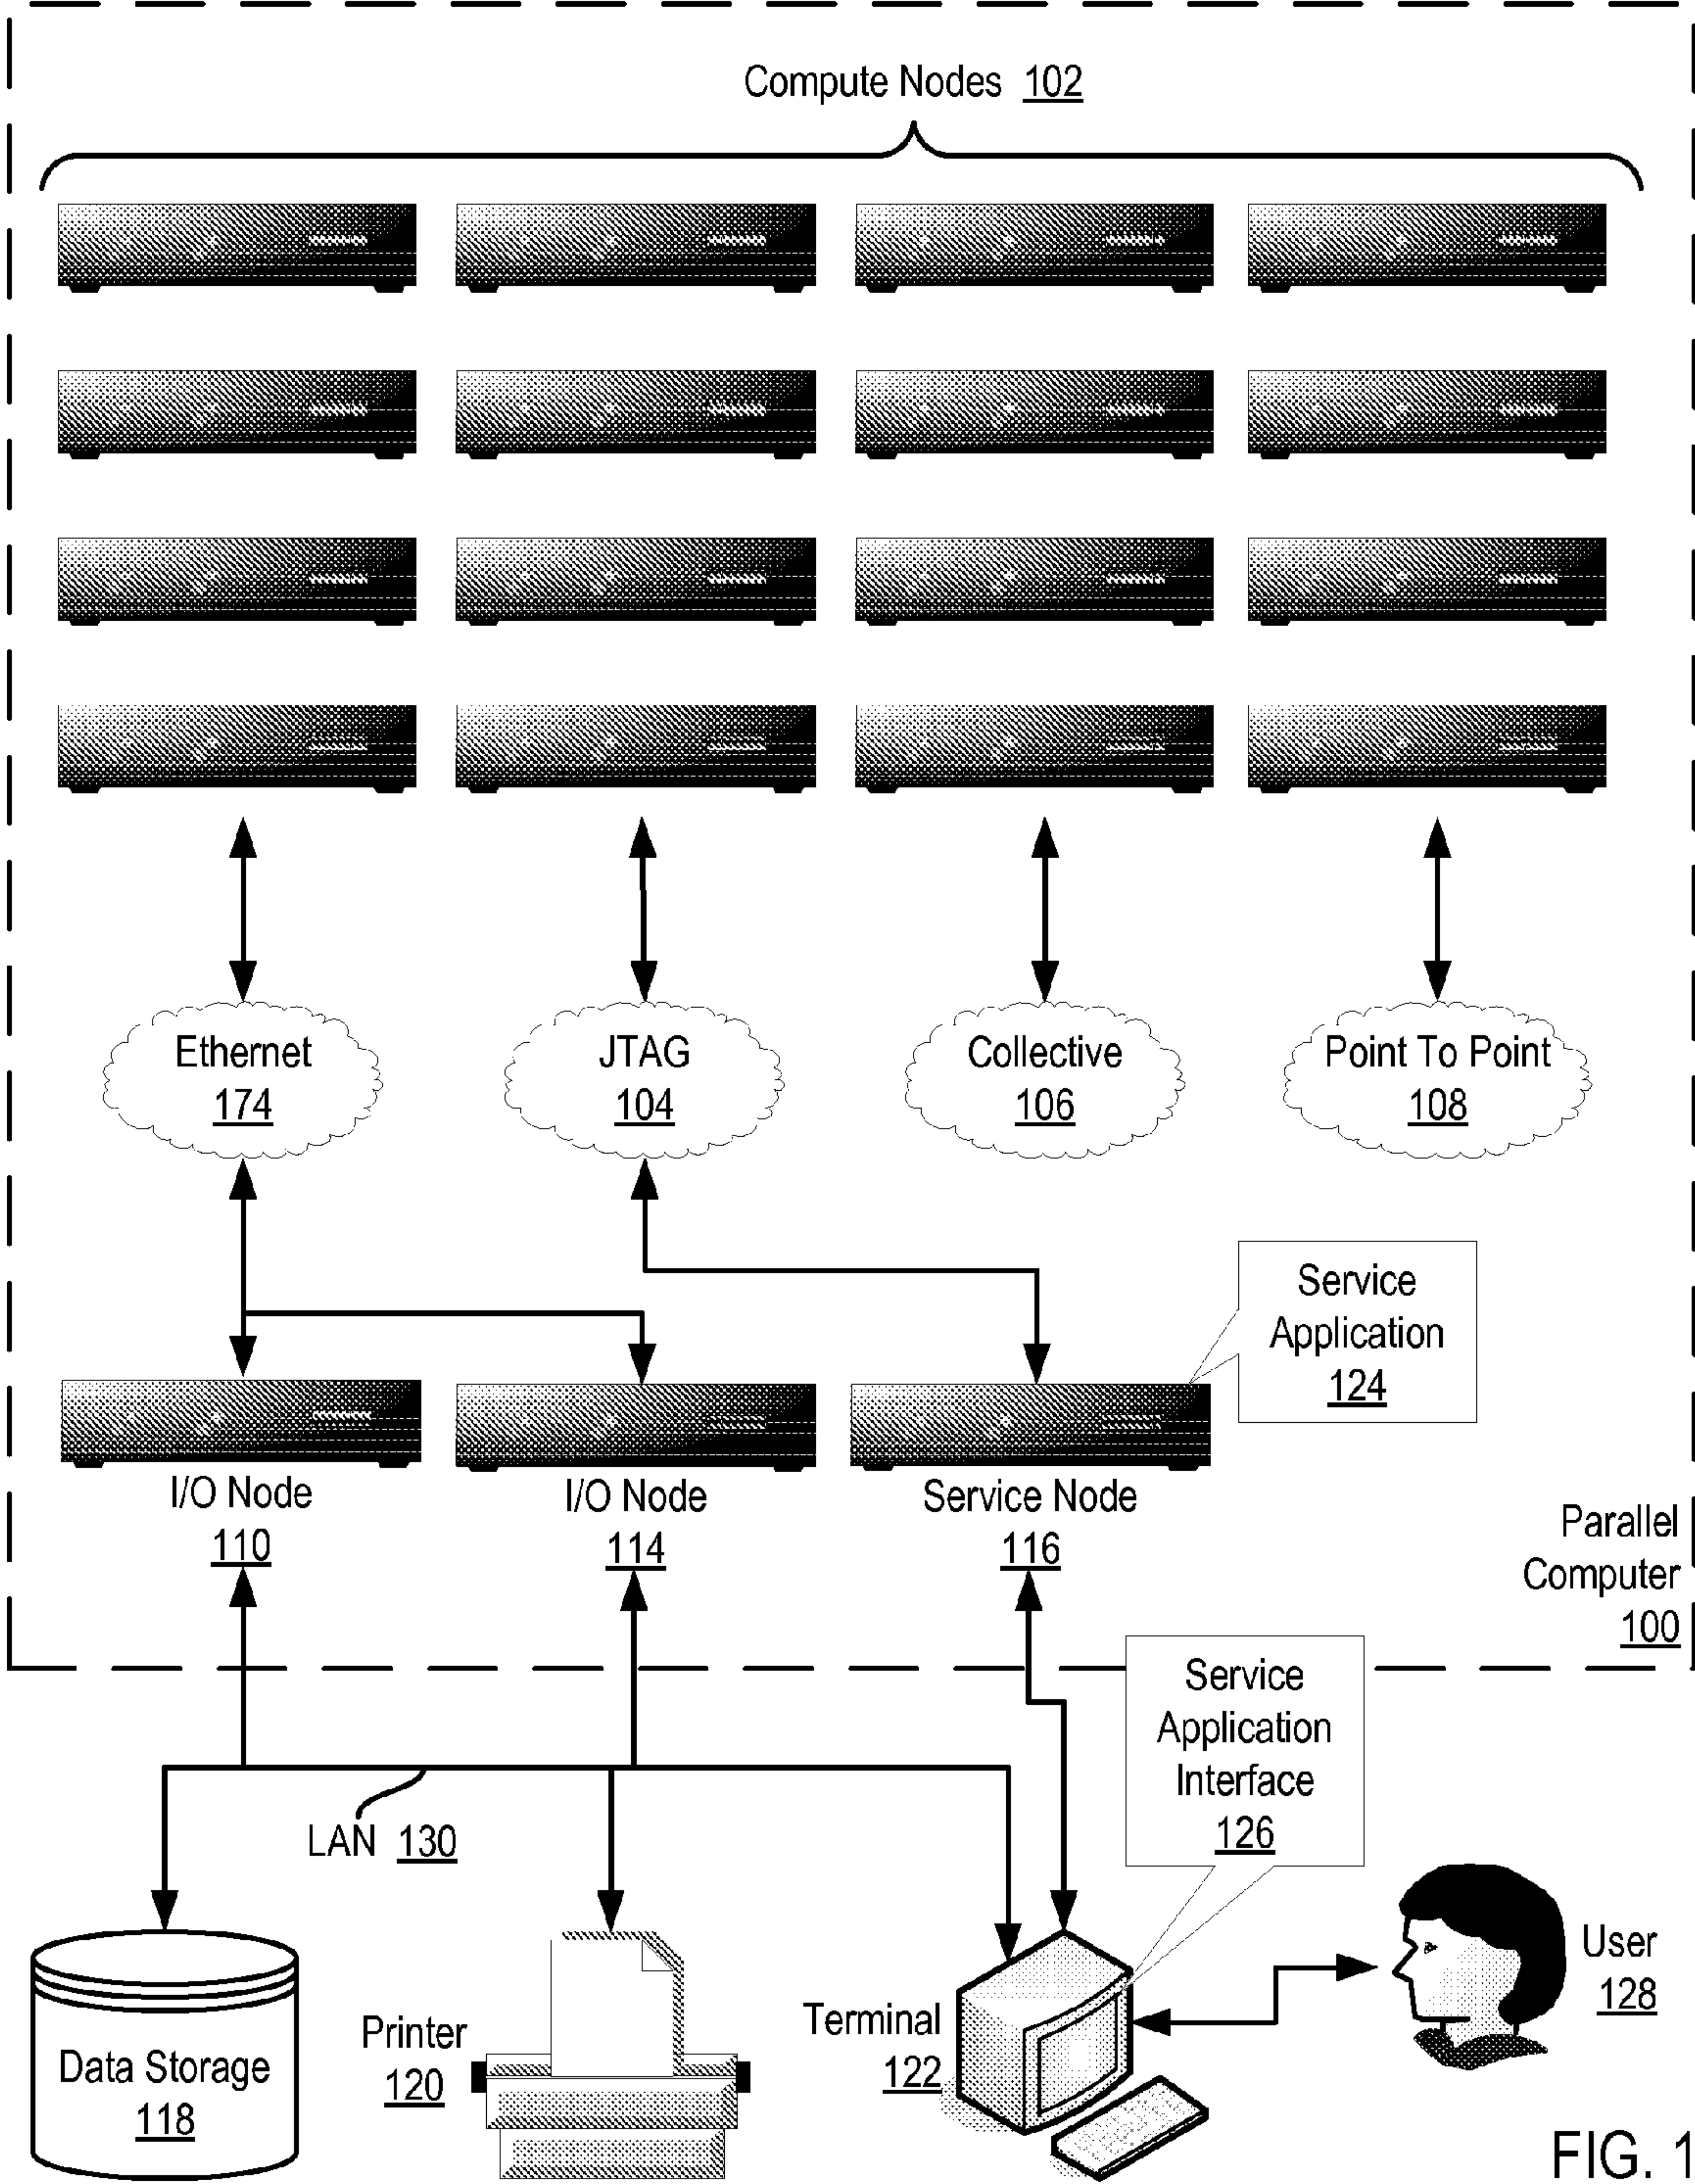 Compute Nodes 102
Ethernet
174
JTAG
104
Collective
106
Point To Point
108
Service
Application
124
I/O Node
110
I/O Node
114
Service Node
116
Parallel
Computer
100
Service
Application
Interface
126
LAN 130
Data Storage
118
Printer
120
Terminal
122
User
128
FIG. 1